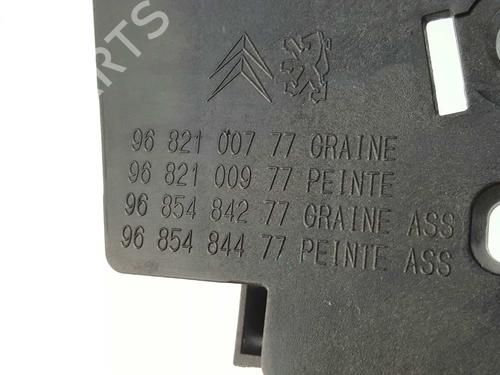 PARTS
96 821 007 77 GRAINE
96 821 009 77 PEINTE
96 854 842 77 GRAINE ASS
96 854 844 77 PEINTE ASS